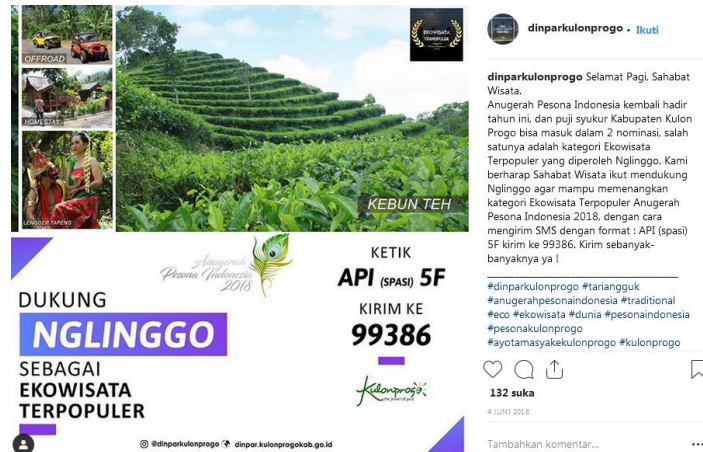 OFFROAD
HOMESTAY
LENGGER TAPENG
EKOWISATA
TERPOPULER
KEBUN TEH
Anugerah
Pesona Indonesia
2018
DUKUNG
NGLINGGO
SEBAGAI
EKOWISATA
TERPOPULER
KETIK
API (SPASI) 5F
KIRIM KE
99386
Kulonprogo
the jewel of java
@dinparkulonprogo dinpar.kulonprogokab.go.id
dinparkulonprogo • Ikuti
dinparkulonprogo Selamat Pagi, Sahabat
Wisata.
Anugerah Pesona Indonesia kembali hadir
tahun ini, dan puji syukur Kabupaten Kulon
Progo bisa masuk dalam 2 nominasi, salah
satunya adalah kategori Ekowisata
Terpopuler yang diperoleh Nglinggo. Kami
berharap Sahabat Wisata ikut mendukung
Nglinggo agar mampu memenangkan
kategori Ekowisata Terpopuler Anugerah
Pesona Indonesia 2018, dengan cara
mengirim SMS dengan format : API (spasi)
5F kirim ke 99386. Kirim sebanyak-
banyaknya ya !
#dinparkulonprogo #tariangguk
#anugerahpesonaindonesia #traditional
#eco #ekowisata #dunia #pesonaindonesia
#pesonakulonprogo
#ayotamasyakekulonprogo #kulonprogo
132 suka
4 JUNI 2018
Tambahkan komentar...